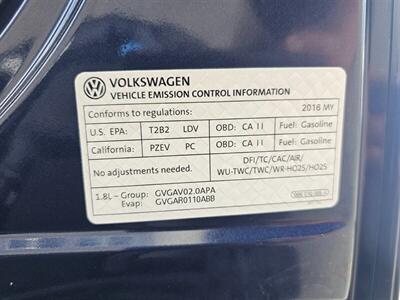 VOLKSWAGEN
VEHICLE EMISSION CONTROL INFORMATION
Conforms to regulations: 2016 MY
U.S. EPA: T2B2 LDV OBD: CA II Fuel: Gasoline
California: PZEV PC OBD: CA II Fuel: Gasoline
No adjustments needed. DFI/TC/CAC/AIR/
WU-TWC/TWC/WR-HO2S/HO2S
1.8L - Group: GVGAV02.0APA
Evap: GVGAR0110ABB